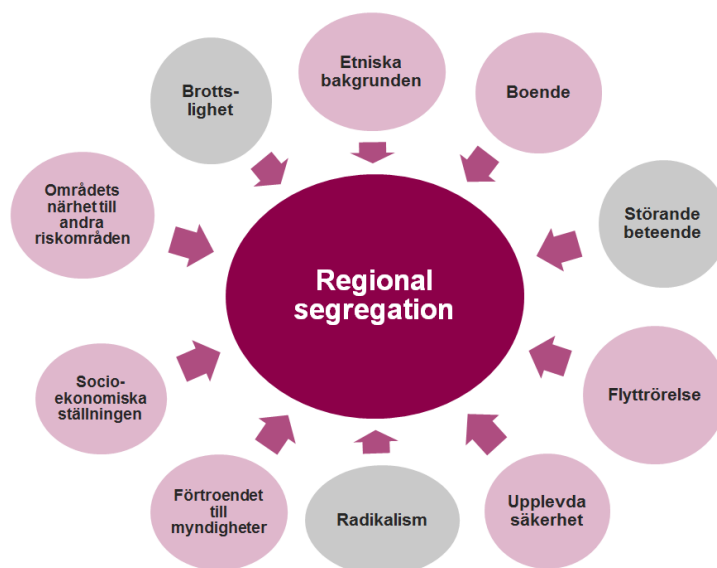 Etniska
bakgrunden
Boende
Störande
beteende
Flyttrörelse
Upplevda
säkerhet
Radikalism
Förtroendet
till
myndigheter
Socio-
ekonomiska
ställningen
Områdets
närhet till
andra
riskområden
Brotts-
lighet
Regional
segregation